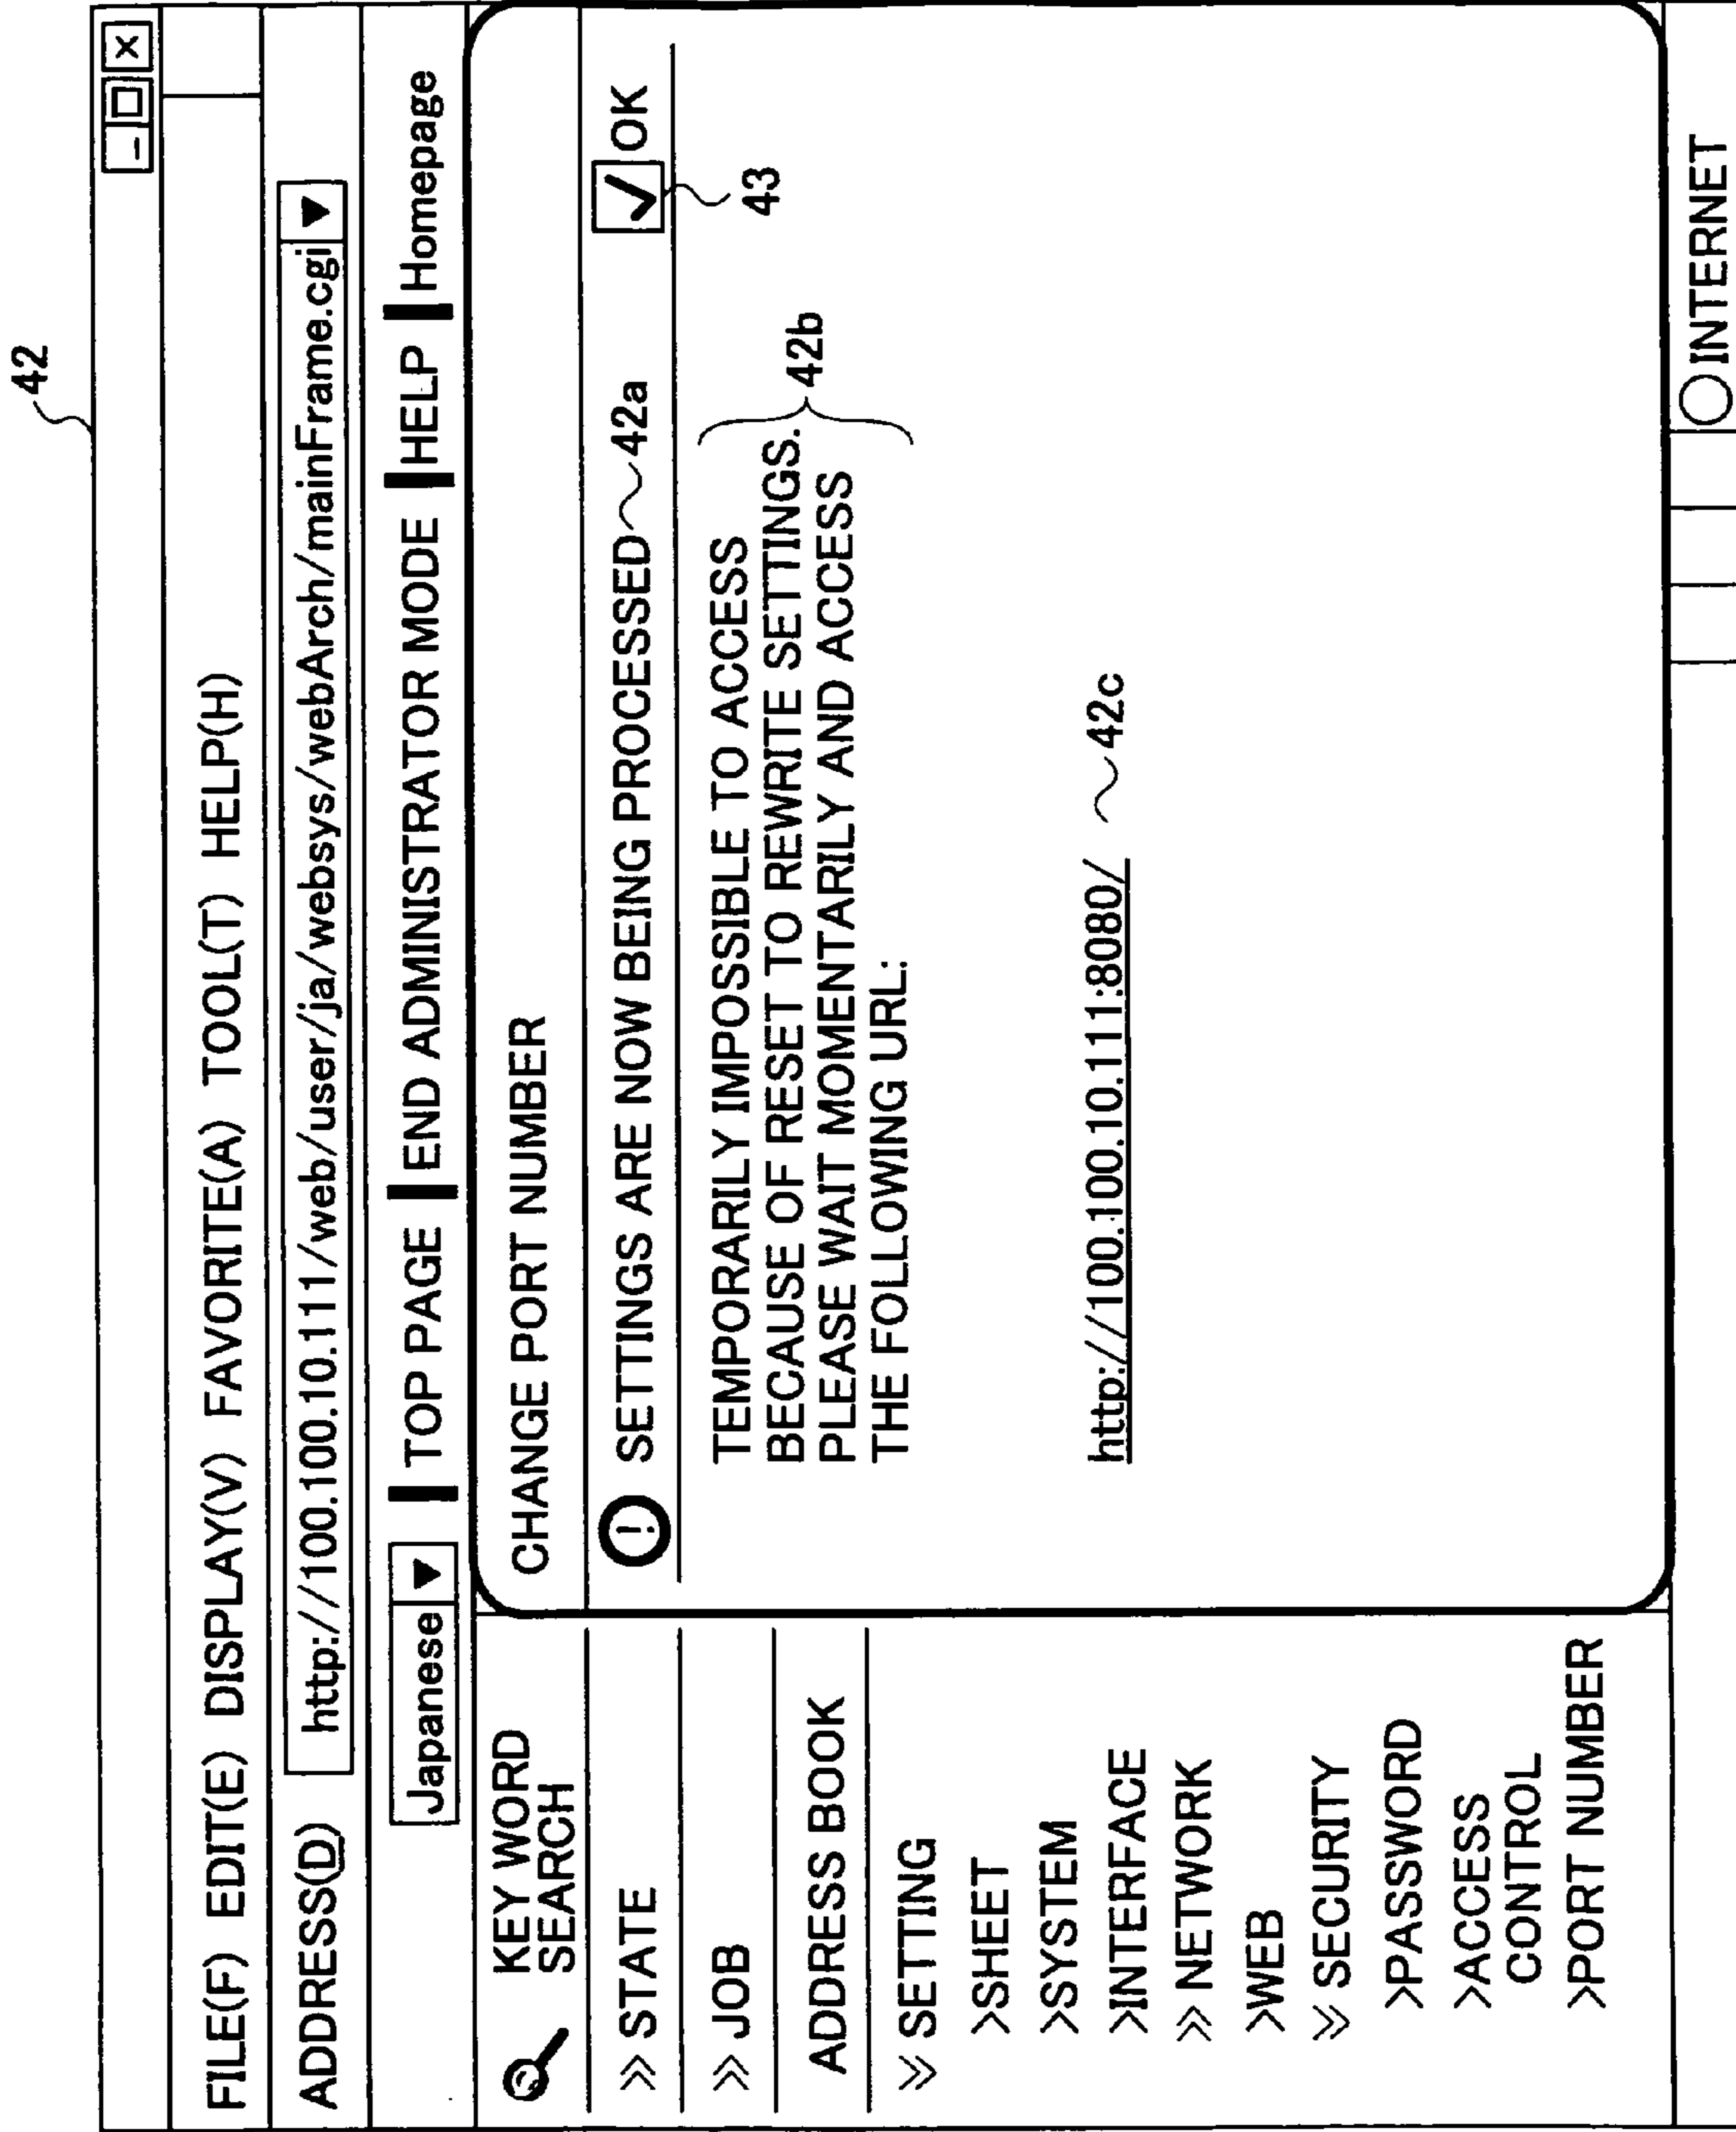 42
FILE(F) EDIT(E) DISPLAY(V) FAVORITE(A) TOOL(T) HELP(H)
ADDRESS(D) http://100.100.10.111/web/user/ja/websys/webArch/mainFrame.cgi
Japanese TOP PAGE END ADMINISTRATOR MODE HELP Homepage
KEY WORD
SEARCH
>> STATE
>> JOB
ADDRESS BOOK
>> SETTING
>SHEET
>SYSTEM
>INTERFACE
>> NETWORK
>WEB
>> SECURITY
>PASSWORD
>ACCESS
CONTROL
>PORT NUMBER
CHANGE PORT NUMBER
! SETTINGS ARE NOW BEING PROCESSED 42a OK
43
TEMPORARILY IMPOSSIBLE TO ACCESS
BECAUSE OF RESET TO REWRITE SETTINGS.
PLEASE WAIT MOMENTARILY AND ACCESS
THE FOLLOWING URL:
42b
http://100.100.10.111:8080/ 42c
INTERNET